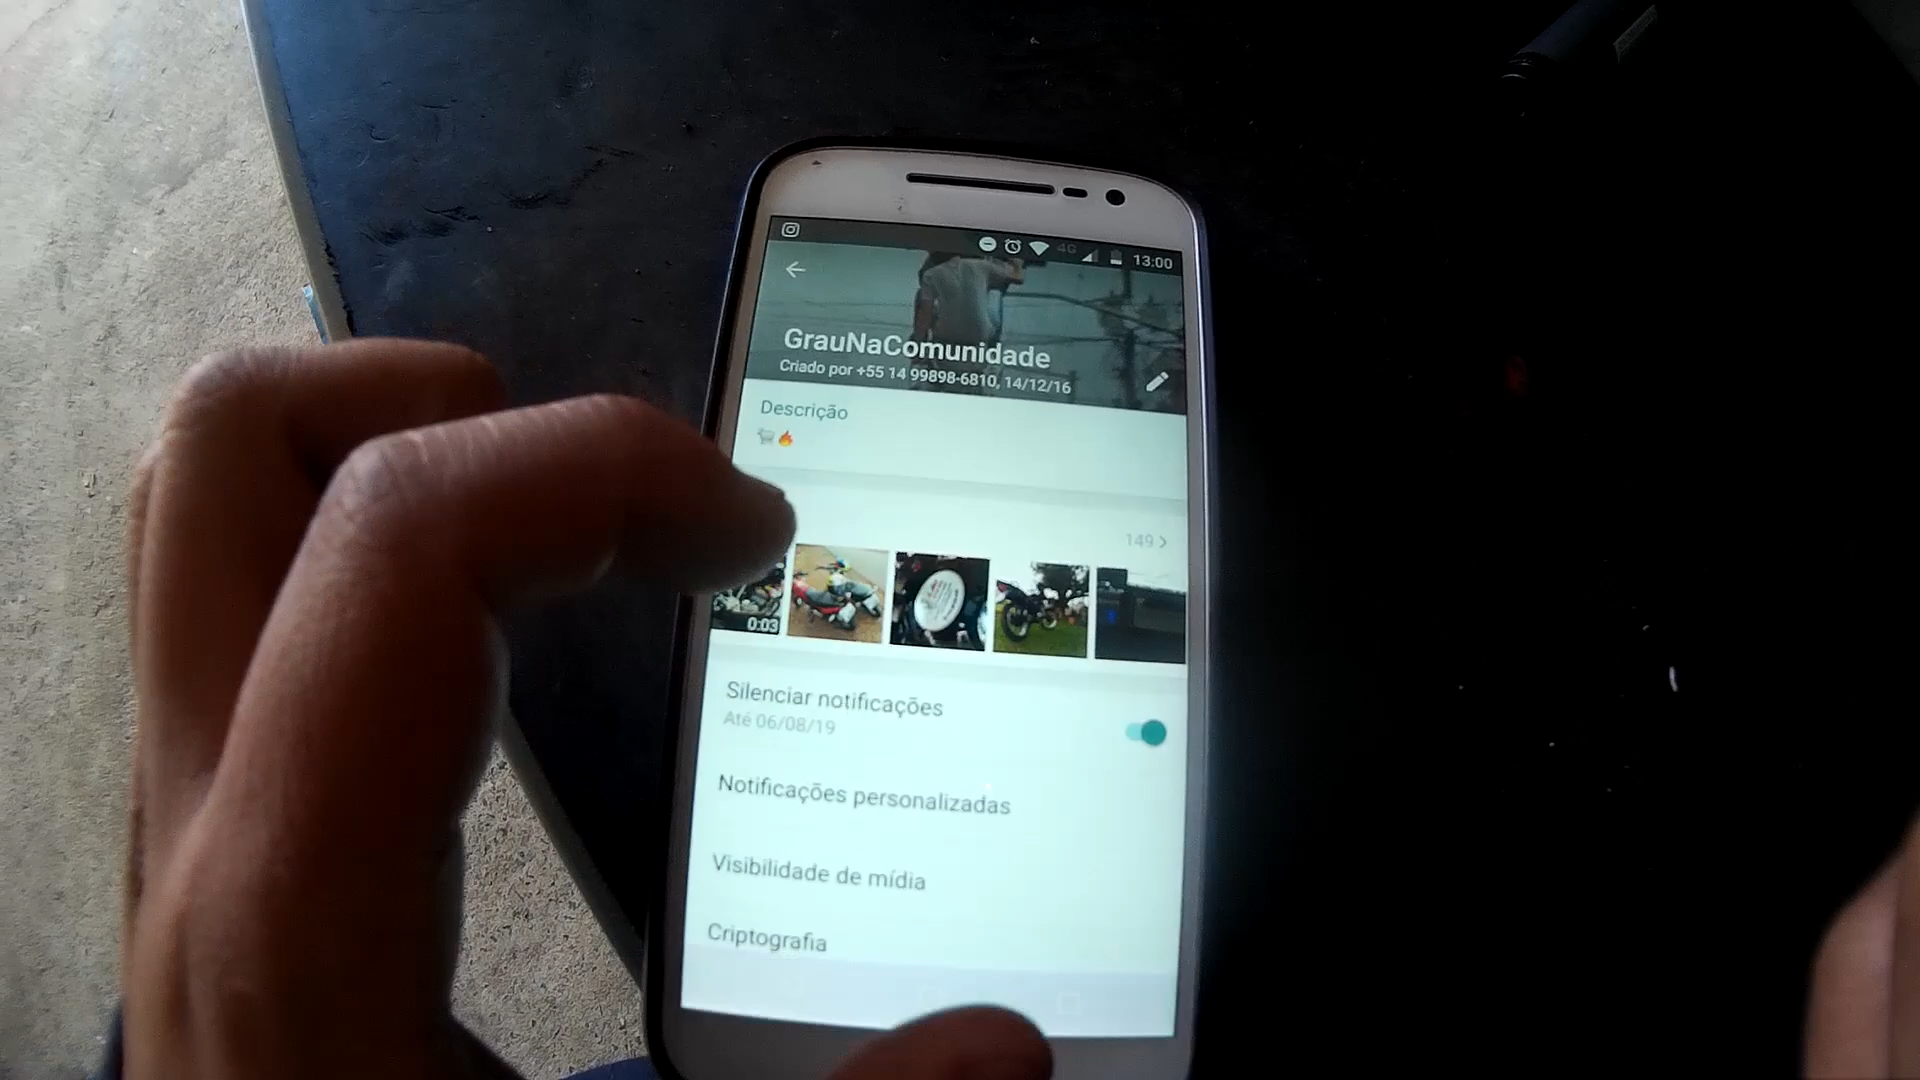 4G 13:00
GrauNaComunidade
Criado por +55 14 99898-6810, 14/12/16
Descrição
149
0:03
Silenciar notificações
Até 06/08/19
Notificações personalizadas
Visibilidade de mídia
Criptografia